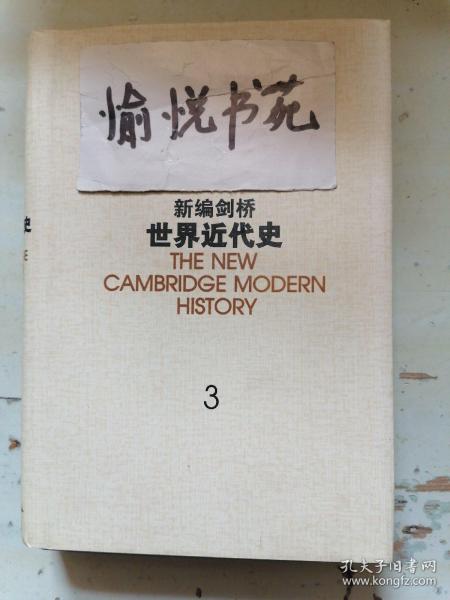 愉悦书苑
新编剑桥
世界近代史
THE NEW
CAMBRIDGE MODERN
HISTORY
3
史
E
孔夫子旧书网
www.kongfz.com